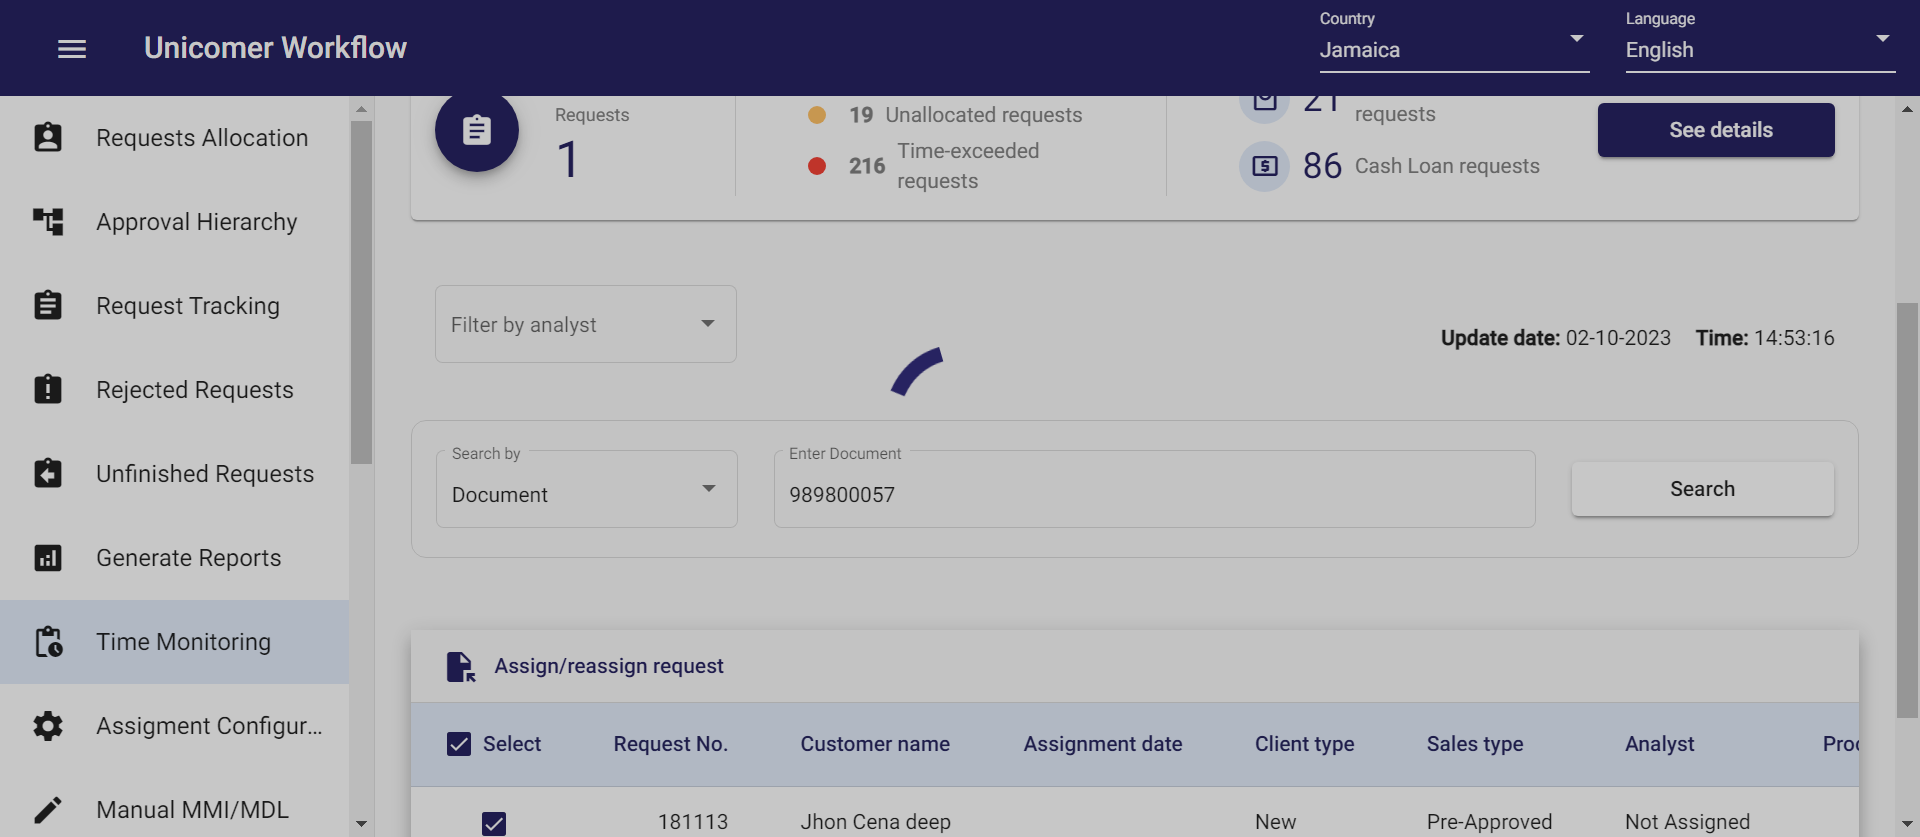 Unicomer Workflow
Country
Jamaica
Language
English
Requests Allocation
Approval Hierarchy
Request Tracking
Rejected Requests
Unfinished Requests
Generate Reports
Time Monitoring
Assigment Configur...
Manual MMI/MDL
Requests
1
19 Unallocated requests
216 Time-exceeded
requests
21 requests
86 Cash Loan requests
See details
Filter by analyst
Update date: 02-10-2023 Time: 14:53:16
Search by
Document
Enter Document
989800057
Search
Assign/reassign request
Select Request No. Customer name Assignment date Client type Sales type Analyst
181113 Jhon Cena deep New Pre-Approved Not Assigned